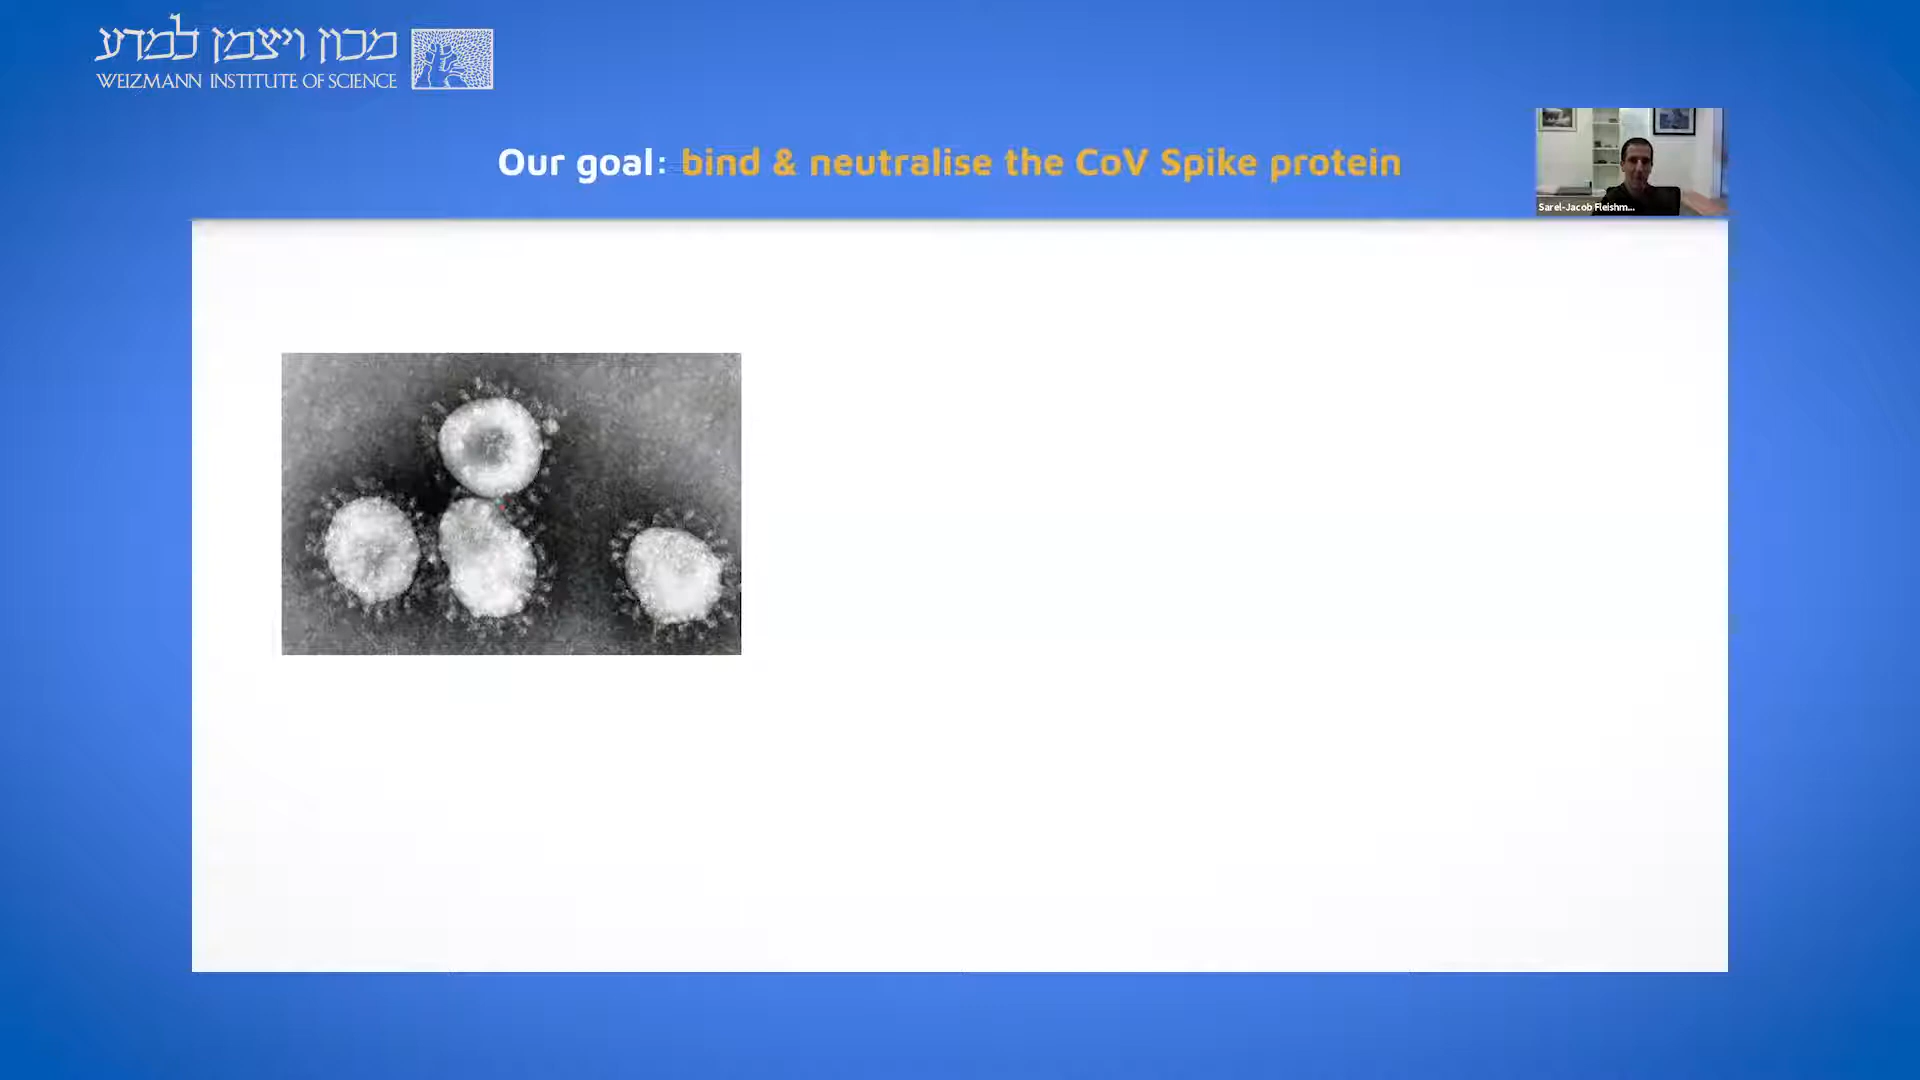 מכון ויצמן למדע
WEIZMANN INSTITUTE OF SCIENCE
Our goal: bind & neutralise the CoV Spike protein
Sarel-Jacob Fleishm...